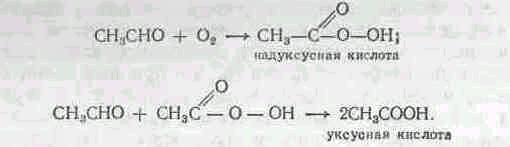 O
CH₃CHO + O₂ → CH₃—C—O—OH;
надуксусная кислота
O
CH₃CHO + CH₃C — O — OH → 2CH₃COOH.
уксусная кислота